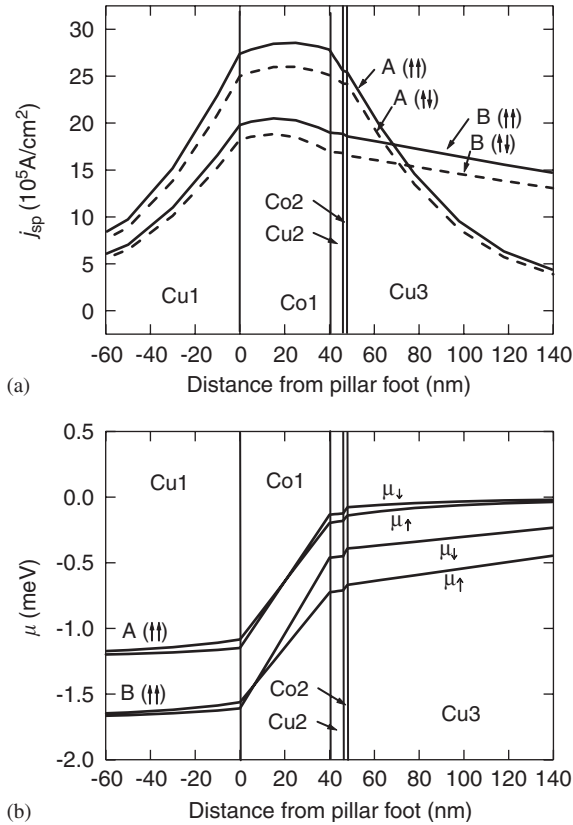 30
25
20
15
10
5
0
j_sp (10^5 A/cm^2)
A (↑↑)
A (↑↓)
B (↑↑)
B (↑↓)
Co2
Cu2
Cu1
Co1
Cu3
-60 -40 -20 0 20 40 60 80 100 120 140
(a)
Distance from pillar foot (nm)
0.5
0.0
-0.5
-1.0
-1.5
-2.0
μ (meV)
Cu1
Co1
μ↓
μ↑
μ↓
μ↑
A (↑↑)
B (↑↑)
Co2
Cu2
Cu3
-60 -40 -20 0 20 40 60 80 100 120 140
(b)
Distance from pillar foot (nm)